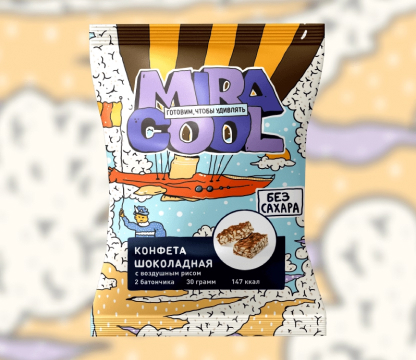 MIRA
ГОТОВИМ, ЧТОБЫ УДИВЛЯТЬ
COOL
БЕЗ
САХАРА
КОНФЕТА
ШОКОЛАДНАЯ
с воздушным рисом
2 батончика 30 грамм 147 ккал